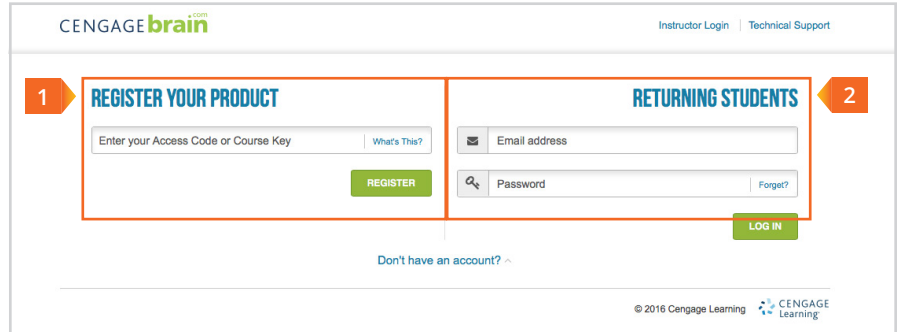 CENGAGEbrain.com
Instructor Login | Technical Support
1
REGISTER YOUR PRODUCT
Enter your Access Code or Course Key
What's This?
REGISTER
RETURNING STUDENTS
2
Email address
Password
Forget?
LOG IN
Don't have an account?
© 2016 Cengage Learning
CENGAGE
Learning